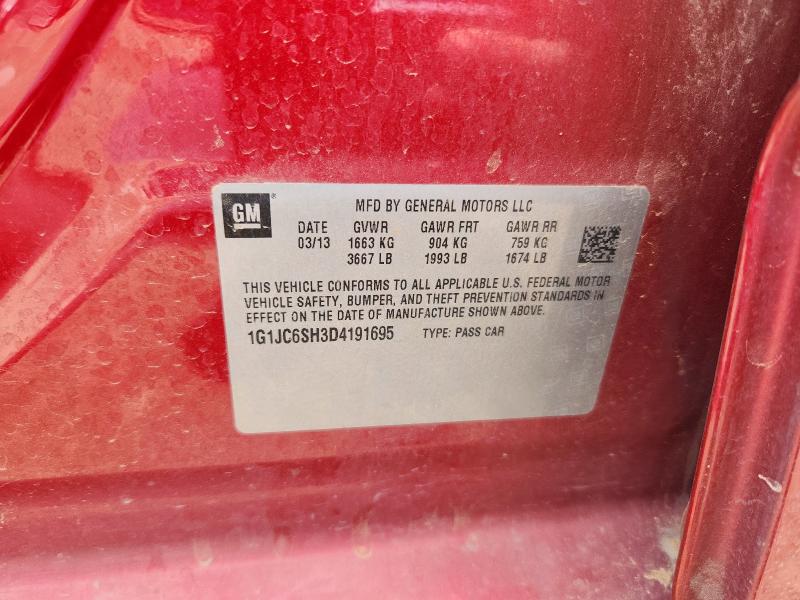 GM ®
MFD BY GENERAL MOTORS LLC
DATE GVWR GAWR FRT GAWR RR
03/13 1663 KG 904 KG 759 KG
3667 LB 1993 LB 1674 LB
THIS VEHICLE CONFORMS TO ALL APPLICABLE U.S. FEDERAL MOTOR
VEHICLE SAFETY, BUMPER, AND THEFT PREVENTION STANDARDS IN
EFFECT ON THE DATE OF MANUFACTURE SHOWN ABOVE.
1G1JC6SH3D4191695 TYPE: PASS CAR